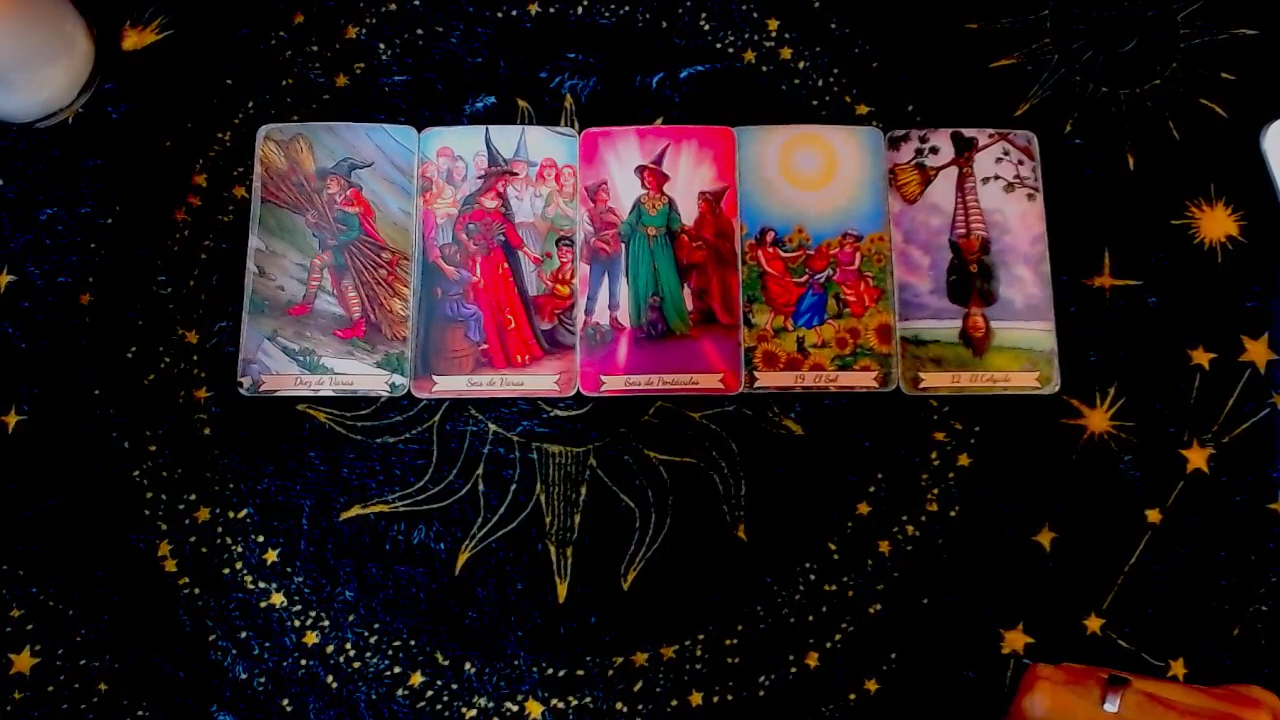 Diez de Varas
Seis de Varas
Seis de Pentáculos
19 · El Sol
12 · El Colgado